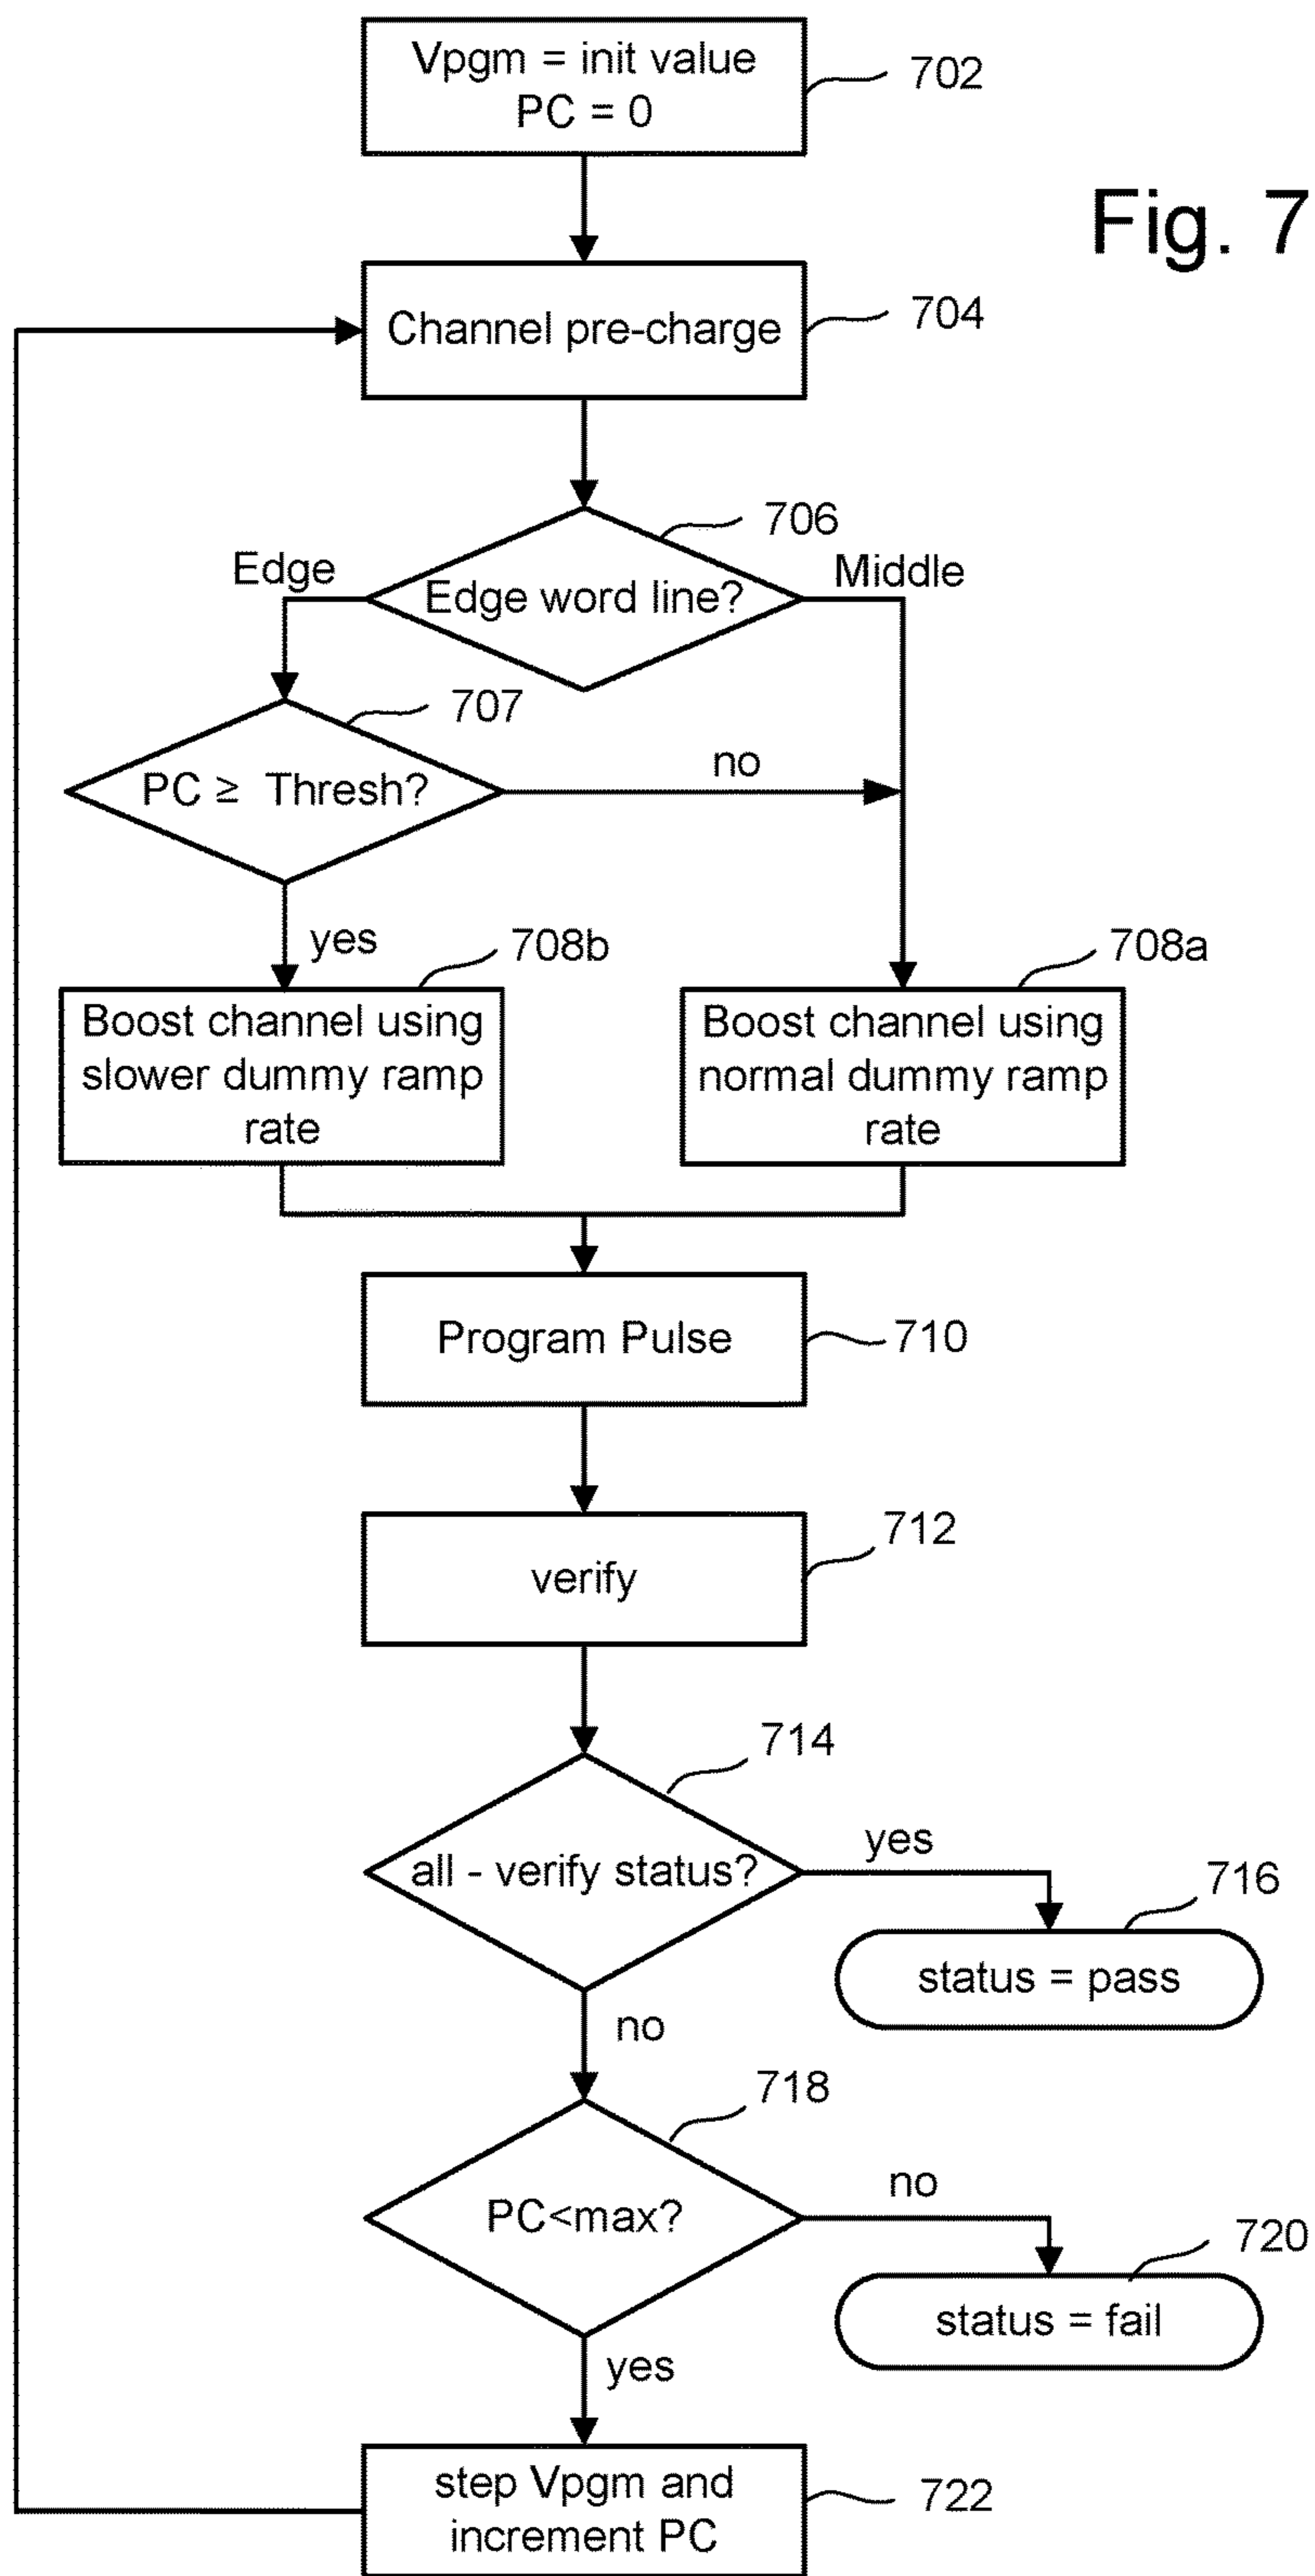 Vpgm = init value
PC = 0
702
Fig. 7
Channel pre-charge
704
706
Edge
Middle
Edge word line?
707
PC ≥ Thresh?
no
yes
708b
708a
Boost channel using
slower dummy ramp
rate
Boost channel using
normal dummy ramp
rate
Program Pulse
710
verify
712
714
all - verify status?
yes
716
status = pass
no
718
PC<max?
no
720
status = fail
yes
step Vpgm and
increment PC
722